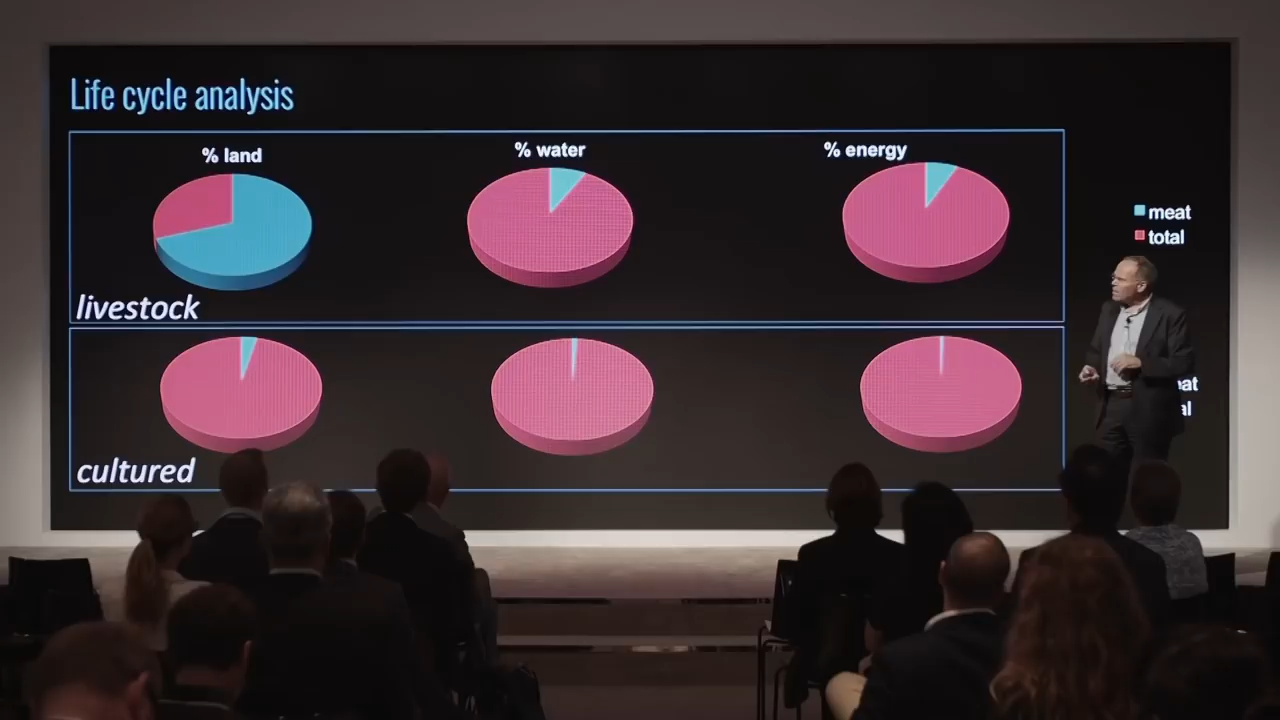 Life cycle analysis
% land
% water
% energy
meat
total
livestock
cultured